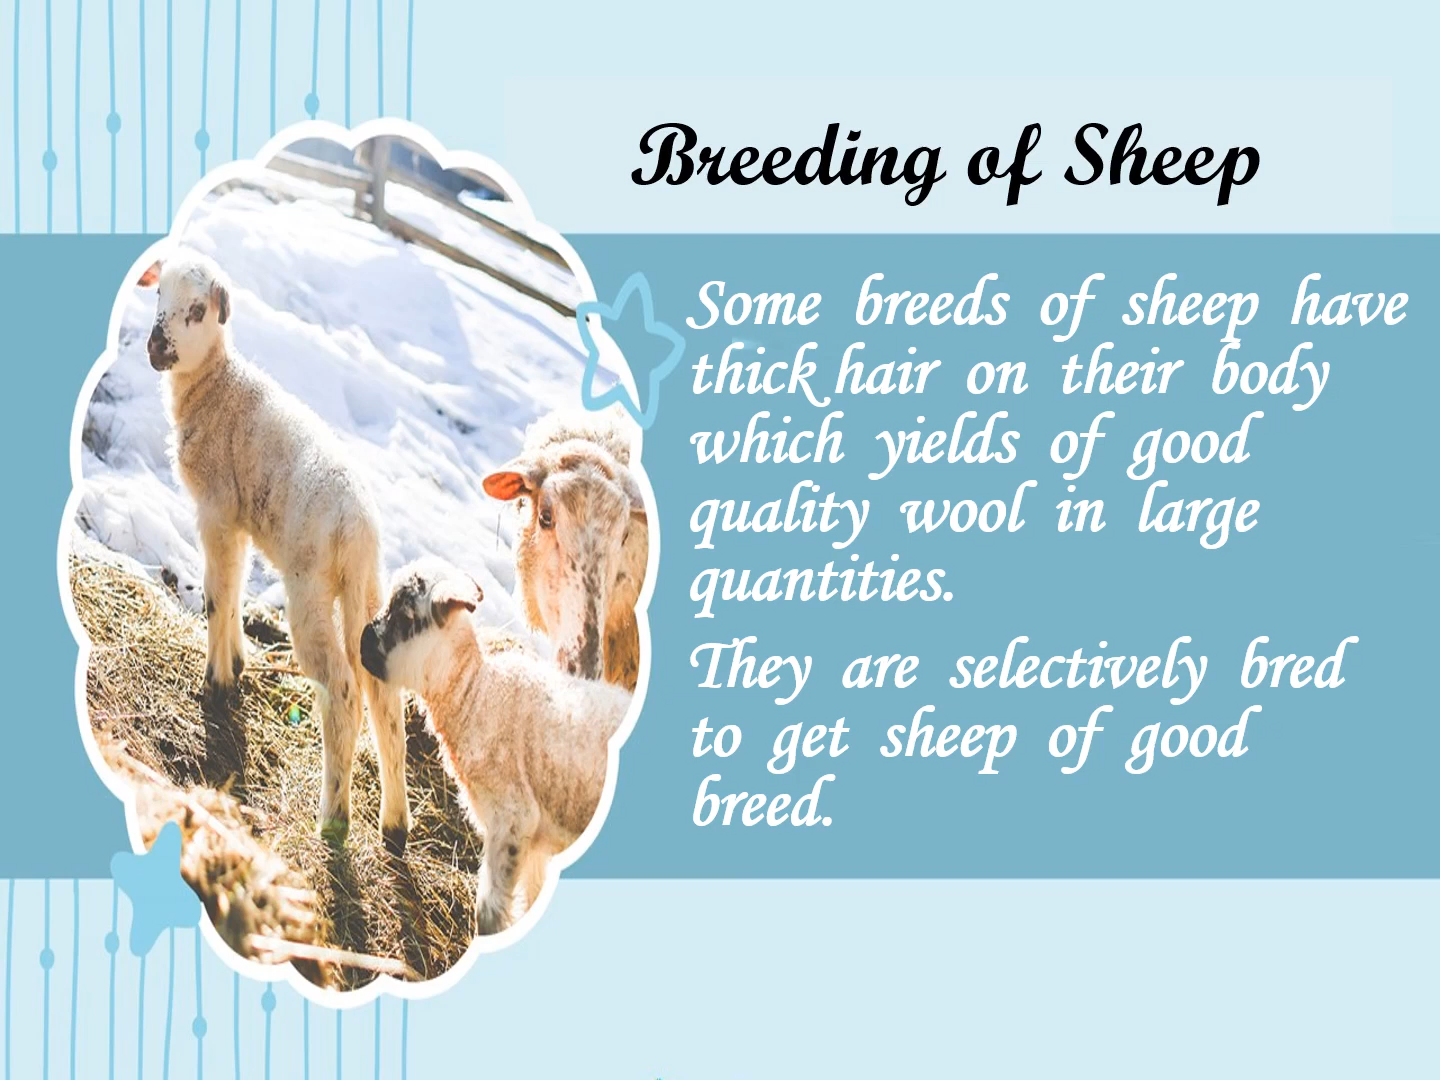 Breeding of Sheep
Some breeds of sheep have
thick hair on their body
which yields of good
quality wool in large
quantities.
They are selectively bred
to get sheep of good
breed.